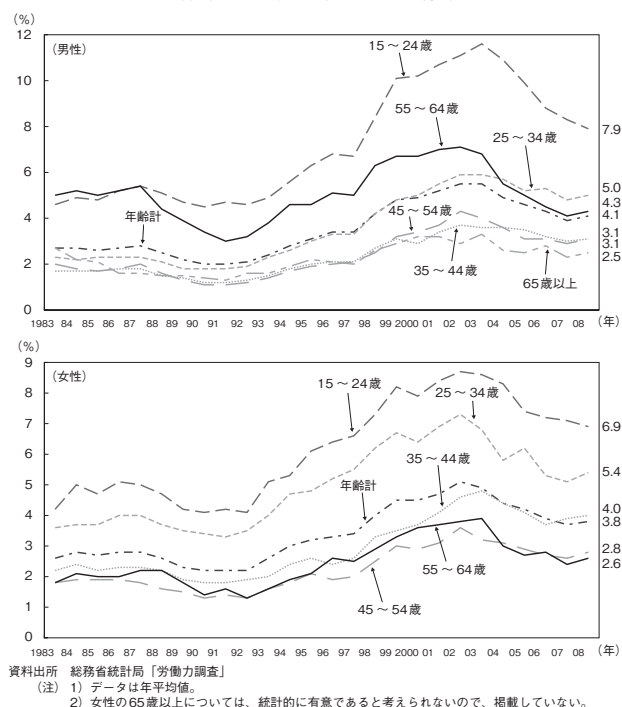 (%)
12
10
8
6
4
2
0
(男性)
15～24歳
55～64歳
25～34歳
年齢計
45～54歳
35～44歳
65歳以上
7.9
5.0
4.3
4.1
3.1
3.1
2.5
1983 84 85 86 87 88 89 90 91 92 93 94 95 96 97 98 99 2000 01 02 03 04 05 06 07 08 (年)
(%)
9
8
7
6
5
4
3
2
1
0
(女性)
15～24歳
25～34歳
35～44歳
年齢計
55～64歳
45～54歳
6.9
5.4
4.0
3.8
2.8
2.6
1983 84 85 86 87 88 89 90 91 92 93 94 95 96 97 98 99 2000 01 02 03 04 05 06 07 08 (年)
資料出所 総務省統計局「労働力調査」
(注) 1) データは年平均値。
2) 女性の65歳以上については、統計的に有意であると考えられないので、掲載していない。